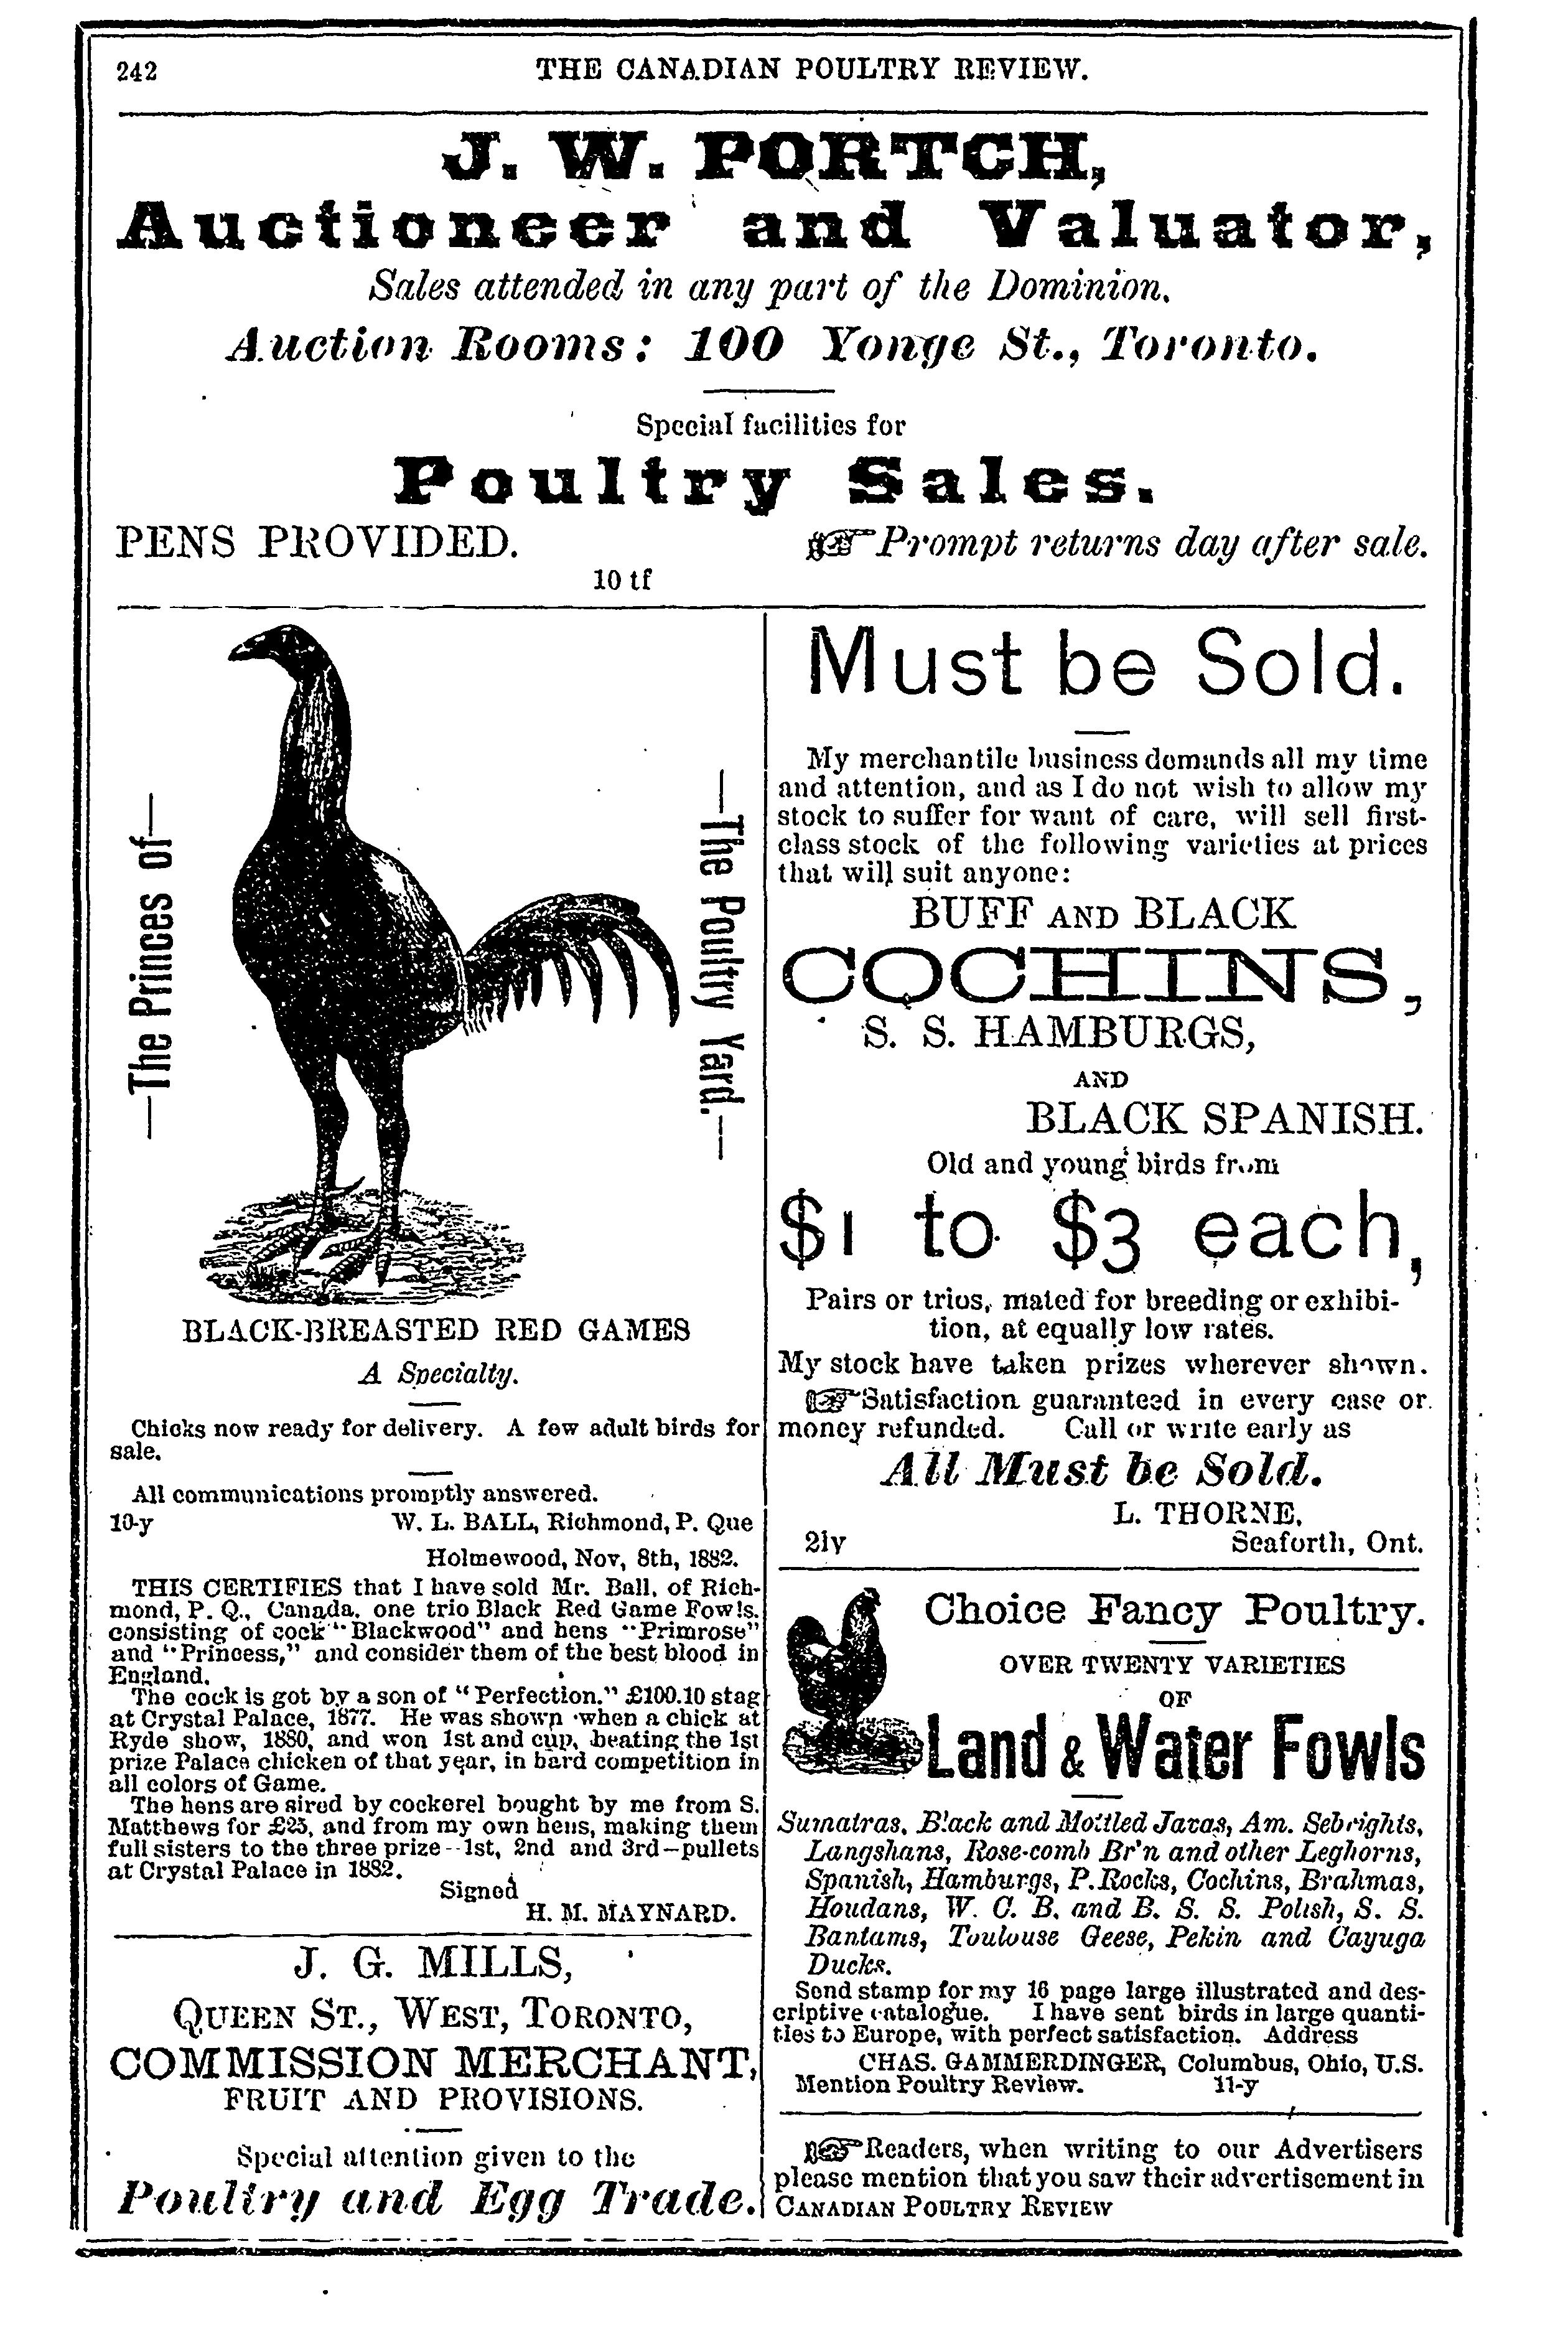 242
THE CANADIAN POULTRY REVIEW.
J. W. PORTCH,
Auctioneer and Valuator,
Sales attended in any part of the Dominion.
Auction Rooms: 100 Yonge St., Toronto.
Special facilities for
Poultry Sales.
PENS PROVIDED. ☞Prompt returns day after sale.
10 tf
—The Princes of—
—The Poultry Yard.—
BLACK-BREASTED RED GAMES
A Specialty.
Chicks now ready for delivery. A few adult birds for
sale.
All communications promptly answered.
10-y W. L. BALL, Richmond, P. Que
Holmewood, Nov, 8th, 1882.
THIS CERTIFIES that I have sold Mr. Ball, of Rich-
mond, P. Q., Canada, one trio Black Red Game Fowls,
consisting of cock "Blackwood" and hens "Primrose"
and "Princess," and consider them of the best blood in
England.
The cock is got by a son of "Perfection." £100.10 stag
at Crystal Palace, 1877. He was shown when a chick at
Ryde show, 1880, and won 1st and cup, beating the 1st
prize Palace chicken of that year, in hard competition in
all colors of Game.
The hens are sired by cockerel bought by me from S.
Matthews for £25, and from my own hens, making them
full sisters to the three prize--1st, 2nd and 3rd—pullets
at Crystal Palace in 1882.
Signed
H. M. MAYNARD.
J. G. MILLS,
QUEEN ST., WEST, TORONTO,
COMMISSION MERCHANT,
FRUIT AND PROVISIONS.
Special attention given to the
Poultry and Egg Trade.
Must be Sold.
My merchantile business demands all my time
and attention, and as I do not wish to allow my
stock to suffer for want of care, will sell first-
class stock of the following varieties at prices
that will suit anyone:
BUFF AND BLACK
COCHINS,
S. S. HAMBURGS,
AND
BLACK SPANISH.
Old and young birds from
$1 to $3 each,
Pairs or trios, mated for breeding or exhibi-
tion, at equally low rates.
My stock have taken prizes wherever shown.
☞Satisfaction guaranteed in every case or
money refunded. Call or write early as
All Must be Sold.
L. THORNE,
2ly Seaforth, Ont.
Choice Fancy Poultry.
OVER TWENTY VARIETIES
OF
Land & Water Fowls
Sumatras, Black and Mottled Javas, Am. Sebrights,
Langshans, Rose-comb Br'n and other Leghorns,
Spanish, Hamburgs, P. Rocks, Cochins, Brahmas,
Houdans, W. C. B. and B. S. S. Polish, S. S.
Bantams, Toulouse Geese, Pekin and Cayuga
Ducks.
Send stamp for my 16 page large illustrated and des-
criptive catalogue. I have sent birds in large quanti-
ties to Europe, with perfect satisfaction. Address
CHAS. GAMMERDINGER, Columbus, Ohio, U.S.
Mention Poultry Review. 11-y
☞Readers, when writing to our Advertisers
please mention that you saw their advertisement in
CANADIAN POULTRY REVIEW